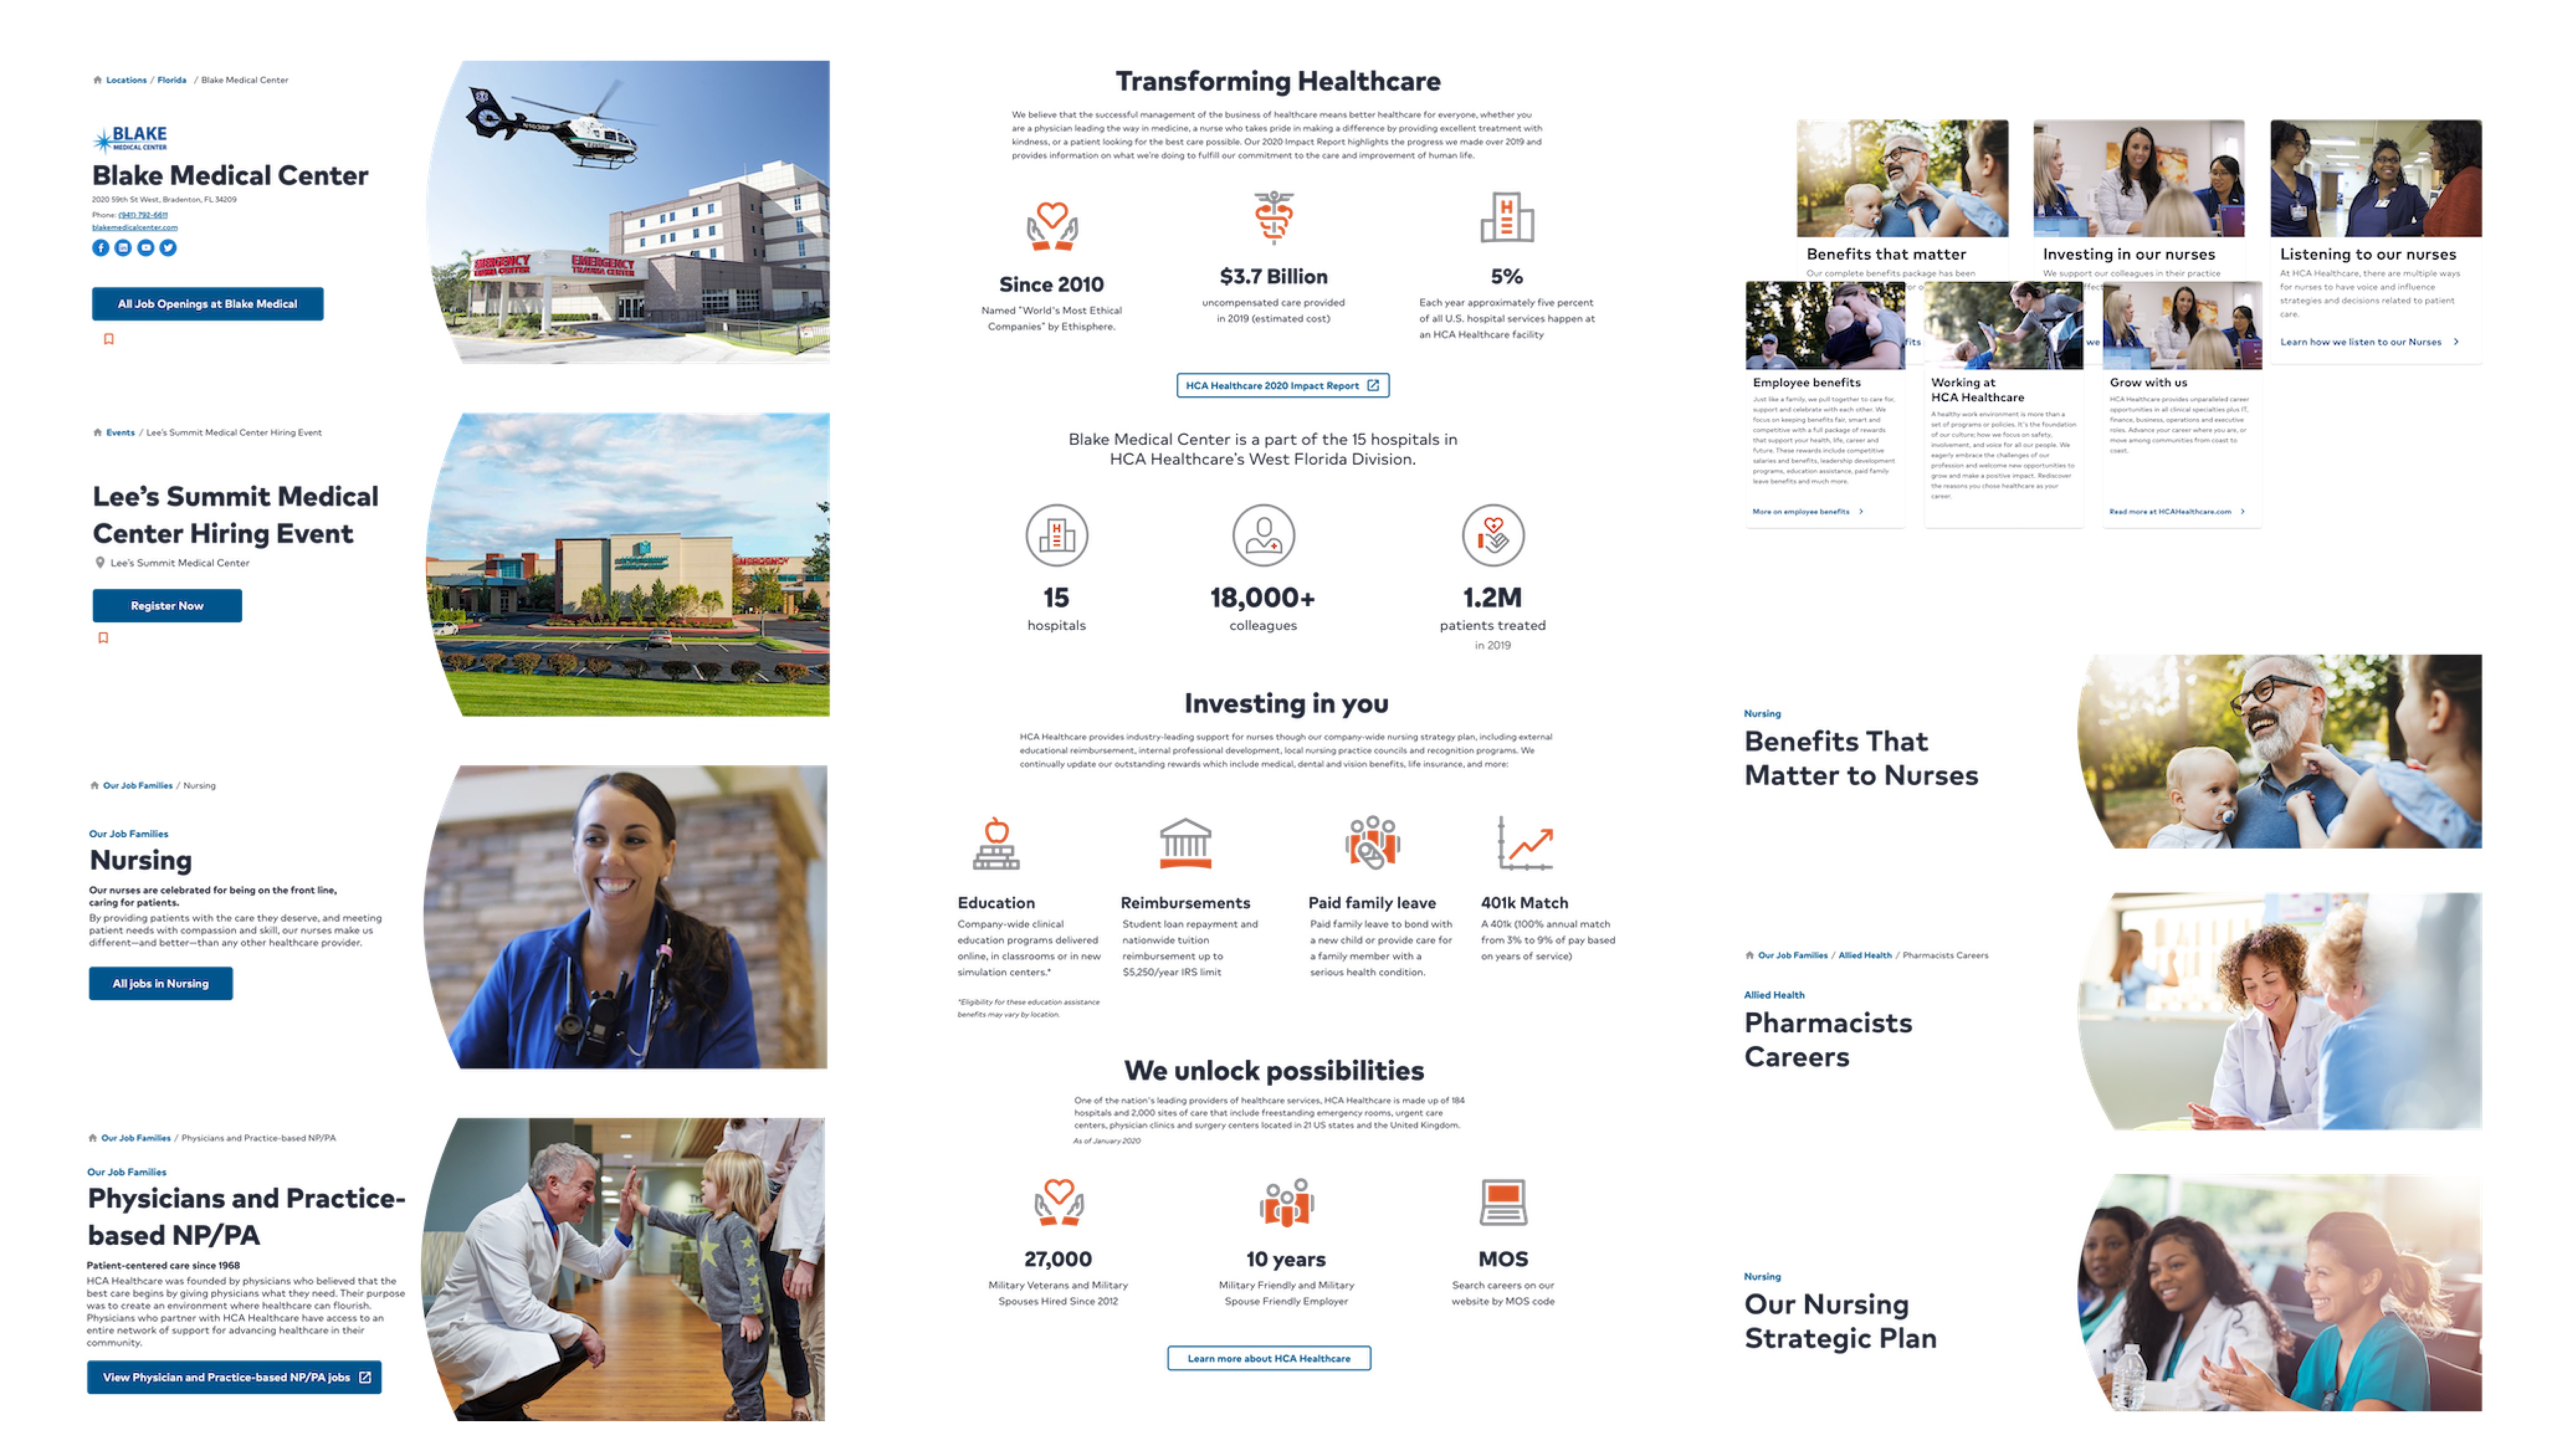 Locations / Florida / Blake Medical Center
BLAKE
MEDICAL CENTER
Blake Medical Center
2020 59th St West, Bradenton, FL 34209
Phone: (941) 792-6611
blakemedicalcenter.com
All Job Openings at Blake Medical
EMERGENCY
TRAUMA CENTER
EMERGENCY
TRAUMA CENTER
Events / Lee's Summit Medical Center Hiring Event
Lee's Summit Medical
Center Hiring Event
Lee's Summit Medical Center
Register Now
EMERGENCY
Our Job Families / Nursing
Our Job Families
Nursing
Our nurses are celebrated for being on the front line,
caring for patients.
By providing patients with the care they deserve, and meeting
patient needs with compassion and skill, our nurses make us
different—and better—than any other healthcare provider.
All jobs in Nursing
Our Job Families / Physicians and Practice-based NP/PA
Our Job Families
Physicians and Practice-
based NP/PA
Patient-centered care since 1968
HCA Healthcare was founded by physicians who believed that the
best care begins by giving physicians what they need. Their purpose
was to create an environment where healthcare can flourish.
Physicians who partner with HCA Healthcare have access to an
entire network of support for advancing healthcare in their
community.
View Physician and Practice-based NP/PA jobs
Transforming Healthcare
We believe that the successful management of the business of healthcare means better healthcare for everyone, whether you
are a physician leading the way in medicine, a nurse who takes pride in making a difference by providing excellent treatment with
kindness, or a patient looking for the best care possible. Our 2020 Impact Report highlights the progress we made over 2019 and
provides information on what we're doing to fulfill our commitment to the care and improvement of human life.
H
Since 2010
Named "World's Most Ethical
Companies" by Ethisphere.
$3.7 Billion
uncompensated care provided
in 2019 (estimated cost)
5%
Each year approximately five percent
of all U.S. hospital services happen at
an HCA Healthcare facility
HCA Healthcare 2020 Impact Report
Blake Medical Center is a part of the 15 hospitals in
HCA Healthcare's West Florida Division.
H
15
hospitals
18,000+
colleagues
1.2M
patients treated
in 2019
Investing in you
HCA Healthcare provides industry-leading support for nurses though our company-wide nursing strategy plan, including external
educational reimbursement, internal professional development, local nursing practice councils and recognition programs. We
continually update our outstanding rewards which include medical, dental and vision benefits, life insurance, and more:
Education
Company-wide clinical
education programs delivered
online, in classrooms or in new
simulation centers.*
*Eligibility for these education assistance
benefits may vary by location.
Reimbursements
Student loan repayment and
nationwide tuition
reimbursement up to
$5,250/year IRS limit
Paid family leave
Paid family leave to bond with
a new child or provide care for
a family member with a
serious health condition.
401k Match
A 401k (100% annual match
from 3% to 9% of pay based
on years of service)
We unlock possibilities
One of the nation's leading providers of healthcare services, HCA Healthcare is made up of 184
hospitals and 2,000 sites of care that include freestanding emergency rooms, urgent care
centers, physician clinics and surgery centers located in 21 US states and the United Kingdom.
As of January 2020
27,000
Military Veterans and Military
Spouses Hired Since 2012
10 years
Military Friendly and Military
Spouse Friendly Employer
MOS
Search careers on our
website by MOS code
Learn more about HCA Healthcare
Benefits that matter
Our complete benefits package has been
Investing in our nurses
We support our colleagues in their practice
Listening to our nurses
At HCA Healthcare, there are multiple ways
for nurses to have voice and influence
strategies and decisions related to patient
care.
Learn how we listen to our Nurses
Employee benefits
Just like a family, we pull together to care for,
support and celebrate with each other. We
focus on keeping benefits fair, smart and
competitive with a full package of rewards
that support your health, life, career and
future. These rewards include competitive
salaries and benefits, leadership development
programs, education assistance, paid family
leave benefits and much more.
More on employee benefits
Working at
HCA Healthcare
A healthy work environment is more than a
set of programs or policies. It's the foundation
of our culture; how we focus on safety,
involvement, and voice for all our people. We
eagerly embrace the challenges of our
profession and welcome new opportunities to
grow and make a positive impact. Rediscover
the reasons you chose healthcare as your
career.
Grow with us
HCA Healthcare provides unparalleled career
opportunities in all clinical specialties plus IT,
finance, business, operations and executive
roles. Advance your career where you are, or
move among communities from coast to
coast.
Read more at HCAHealthcare.com
Nursing
Benefits That
Matter to Nurses
Our Job Families / Allied Health / Pharmacists Careers
Allied Health
Pharmacists
Careers
Nursing
Our Nursing
Strategic Plan